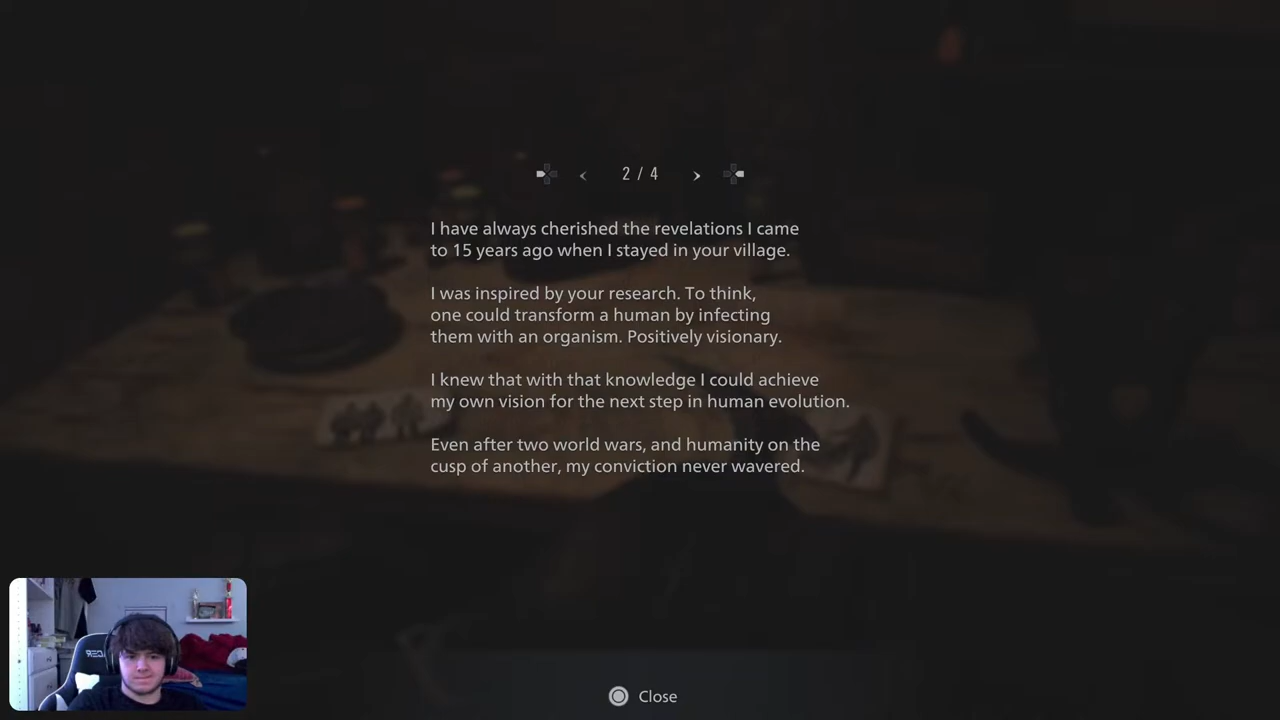 2 / 4
I have always cherished the revelations I came
to 15 years ago when I stayed in your village.
I was inspired by your research. To think,
one could transform a human by infecting
them with an organism. Positively visionary.
I knew that with that knowledge I could achieve
my own vision for the next step in human evolution.
Even after two world wars, and humanity on the
cusp of another, my conviction never wavered.
Close